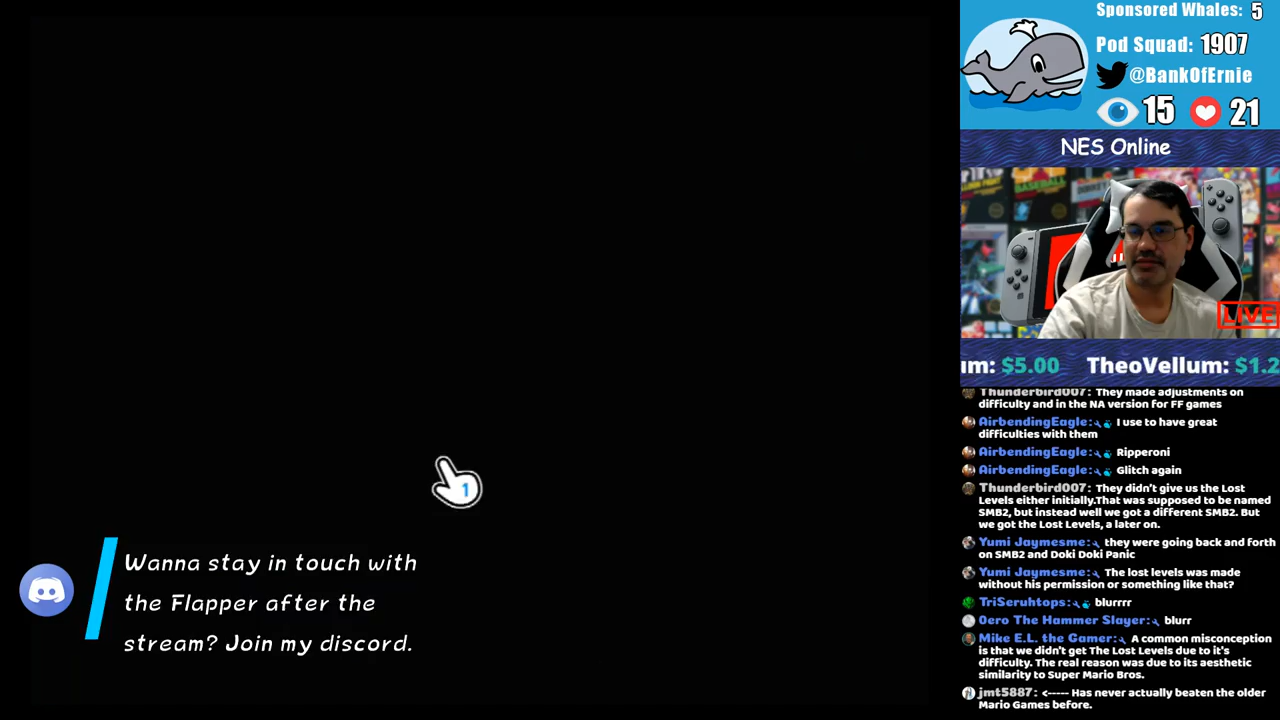 Sponsored Whales: 5
Pod Squad: 1907
@BankOfErnie
15 21
NES Online
LIVE
um: $5.00 TheoVellum: $1.2
Thunderbird007: They made adjustments on
difficulty and in the NA version for FF games
AirbendingEagle: I use to have great
difficulties with them
AirbendingEagle: Ripperoni
AirbendingEagle: Glitch again
Thunderbird007: They didn't give us the Lost
Levels either initially.That was supposed to be named
SMB2, but instead well we got a different SMB2. But
we got the Lost Levels, a later on.
Yumi Jaymesme: they were going back and forth
on SMB2 and Doki Doki Panic
Yumi Jaymesme: The lost levels was made
without his permission or something like that?
TriSeruhtops: blurrrr
0ero The Hammer Slayer: blurr
Mike E.L. the Gamer: A common misconception
is that we didn't get The Lost Levels due to it's
difficulty. The real reason was due to its aesthetic
similarity to Super Mario Bros.
jmt5887: <----- Has never actually beaten the older
Mario Games before.
1
Wanna stay in touch with
the Flapper after the
stream? Join my discord.